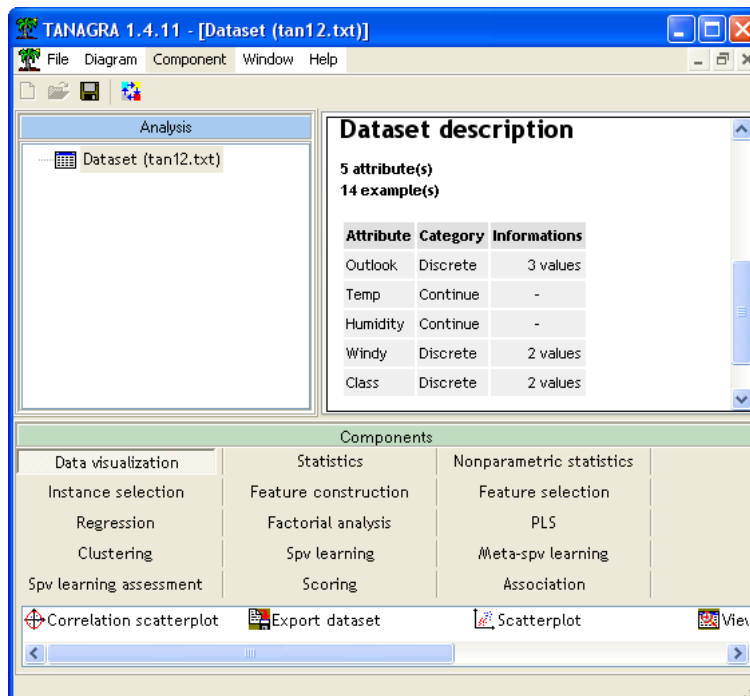 TANAGRA 1.4.11 - [Dataset (tan12.txt)]
File Diagram Component Window Help
Analysis
Dataset (tan12.txt)
Dataset description
5 attribute(s)
14 example(s)
Attribute Category Informations
Outlook Discrete 3 values
Temp Continue -
Humidity Continue -
Windy Discrete 2 values
Class Discrete 2 values
Components
Data visualization Statistics Nonparametric statistics
Instance selection Feature construction Feature selection
Regression Factorial analysis PLS
Clustering Spv learning Meta-spv learning
Spv learning assessment Scoring Association
Correlation scatterplot Export dataset Scatterplot